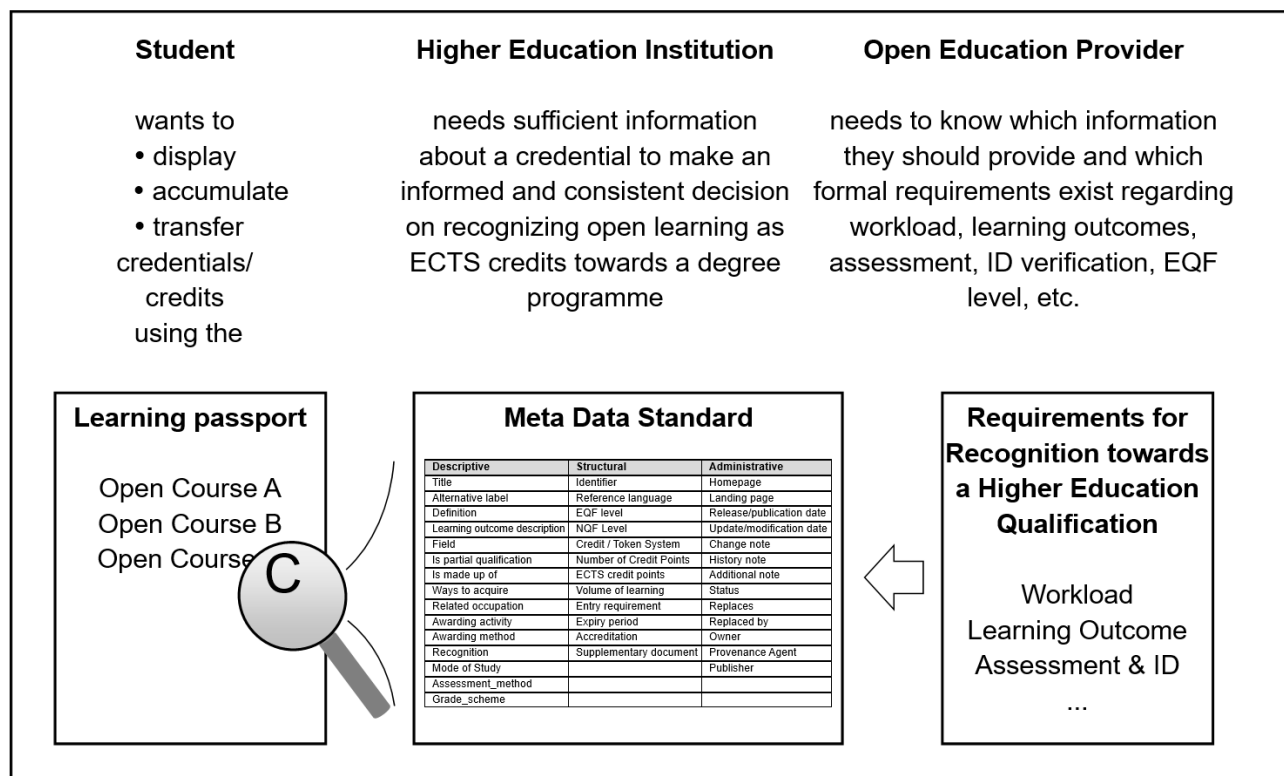 Student
wants to
• display
• accumulate
• transfer
credentials/
credits
using the
Higher Education Institution
needs sufficient information
about a credential to make an
informed and consistent decision
on recognizing open learning as
ECTS credits towards a degree
programme
Open Education Provider
needs to know which information
they should provide and which
formal requirements exist regarding
workload, learning outcomes,
assessment, ID verification, EQF
level, etc.
Learning passport
Open Course A
Open Course B
Open Course C
Meta Data Standard
Descriptive Structural Administrative
Title Identifier Homepage
Alternative label Reference language Landing page
Definition EQF level Release/publication date
Learning outcome description NQF Level Update/modification date
Field Credit / Token System Change note
Is partial qualification Number of Credit Points History note
Is made up of ECTS credit points Additional note
Ways to acquire Volume of learning Status
Related occupation Entry requirement Replaces
Awarding activity Expiry period Replaced by
Awarding method Accreditation Owner
Recognition Supplementary document Provenance Agent
Mode of Study Publisher
Assessment_method
Grade_scheme
Requirements for
Recognition towards
a Higher Education
Qualification
Workload
Learning Outcome
Assessment & ID
...